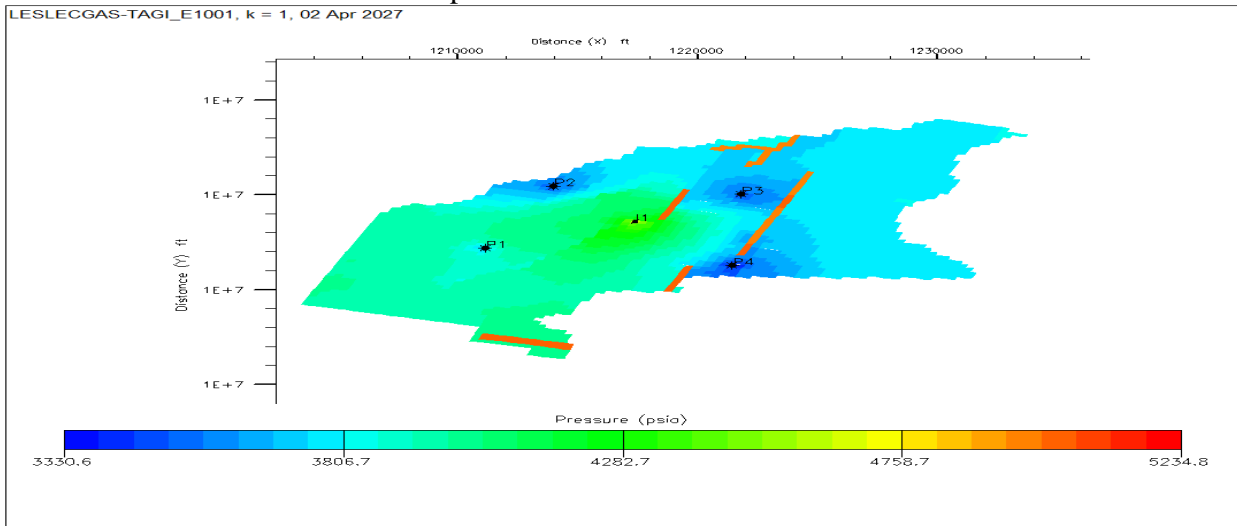 LESLECGAS-TAGI_E1001, k = 1, 02 Apr 2027
Distance (X) ft
1210000 1220000 1230000
1E+7
1E+7
1E+7
1E+7
Distance (Y) ft
P2
P3
J1
P1
P4
Pressure (psia)
3330.6 3806.7 4282.7 4758.7 5234.8